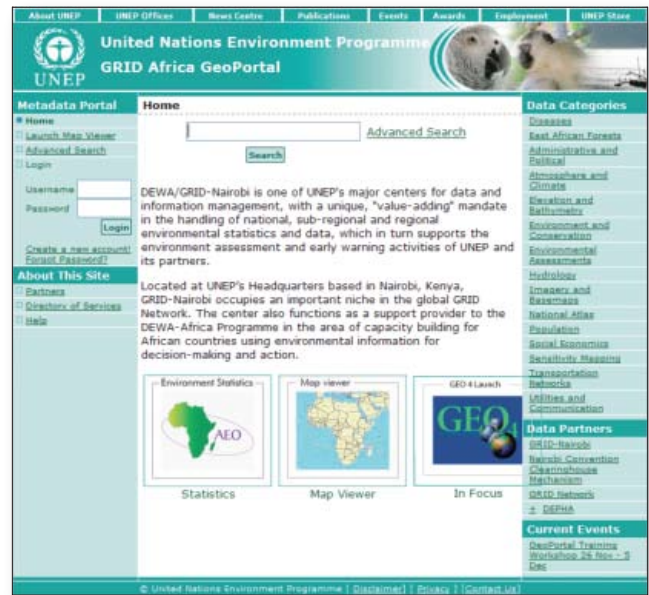 About UNEP UNEP Offices News Centre Publications Events Awards Employment UNEP Store
United Nations Environment Programme
GRID Africa GeoPortal
UNEP
Metadata Portal
Home
Launch Map Viewer
Advanced Search
Login
Username
Password
Login
Create a new account!
Forgot Password?
About This Site
Partners
Directory of Services
Help
Home
Advanced Search
Search
DEWA/GRID-Nairobi is one of UNEP's major centers for data and
information management, with a unique, "value-adding" mandate
in the handling of national, sub-regional and regional
environmental statistics and data, which in turn supports the
environment assessment and early warning activities of UNEP and
its partners.
Located at UNEP's Headquarters based in Nairobi, Kenya,
GRID-Nairobi occupies an important niche in the global GRID
Network. The center also functions as a support provider to the
DEWA-Africa Programme in the area of capacity building for
African countries using environmental information for
decision-making and action.
Environment Statistics
AEO
Statistics
Map viewer
Map Viewer
GEO 4 Launch
GEO4
In Focus
Data Categories
Diseases
East African Forests
Administrative and
Political
Atmosphere and
Climate
Elevation and
Bathymetry
Environment and
Conservation
Environmental
Assessments
Hydrology
Imagery and
Basemaps
National Atlas
Population
Social Economics
Sensitivity Mapping
Transportation
Networks
Utilities and
Communication
Data Partners
GRID-Nairobi
Nairobi Convention
Clearinghouse
Mechanism
GRID Network
± DEPHA
Current Events
GeoPortal Training
Workshop 26 Nov - 5
Dec
© United Nations Environment Programme [ Disclaimer] [ Privacy ] [Contact Us]